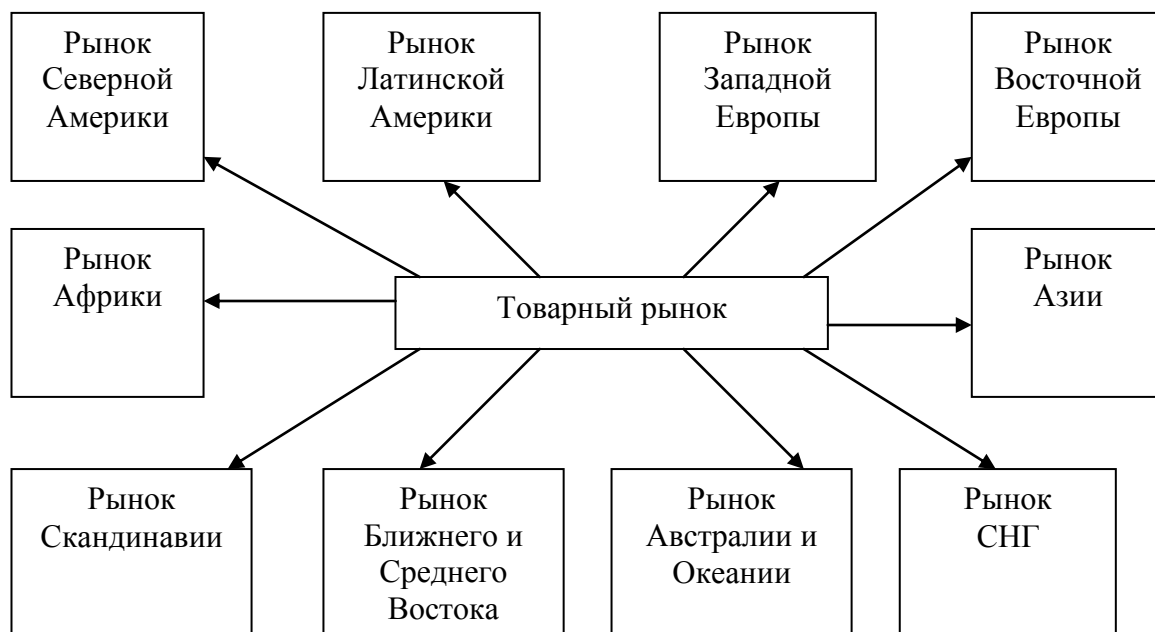 Рынок
Северной
Америки
Рынок
Латинской
Америки
Рынок
Западной
Европы
Рынок
Восточной
Европы
Рынок
Африки
Товарный рынок
Рынок
Азии
Рынок
Скандинавии
Рынок
Ближнего и
Среднего
Востока
Рынок
Австралии и
Океании
Рынок
СНГ